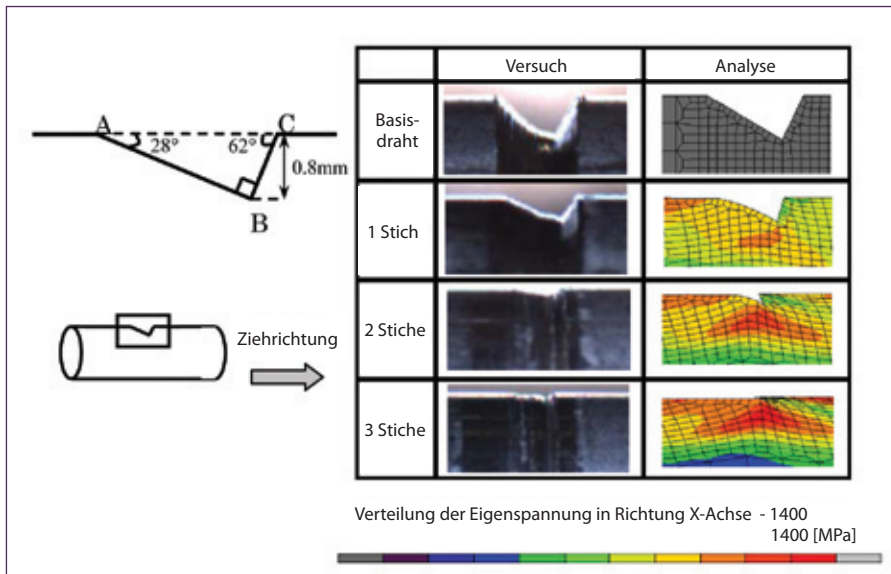 A
C
28°
62°
0.8mm
B
Ziehrichtung
Versuch
Analyse
Basis-
draht
1 Stich
2 Stiche
3 Stiche
Verteilung der Eigenspannung in Richtung X-Achse - 1400
1400 [MPa]